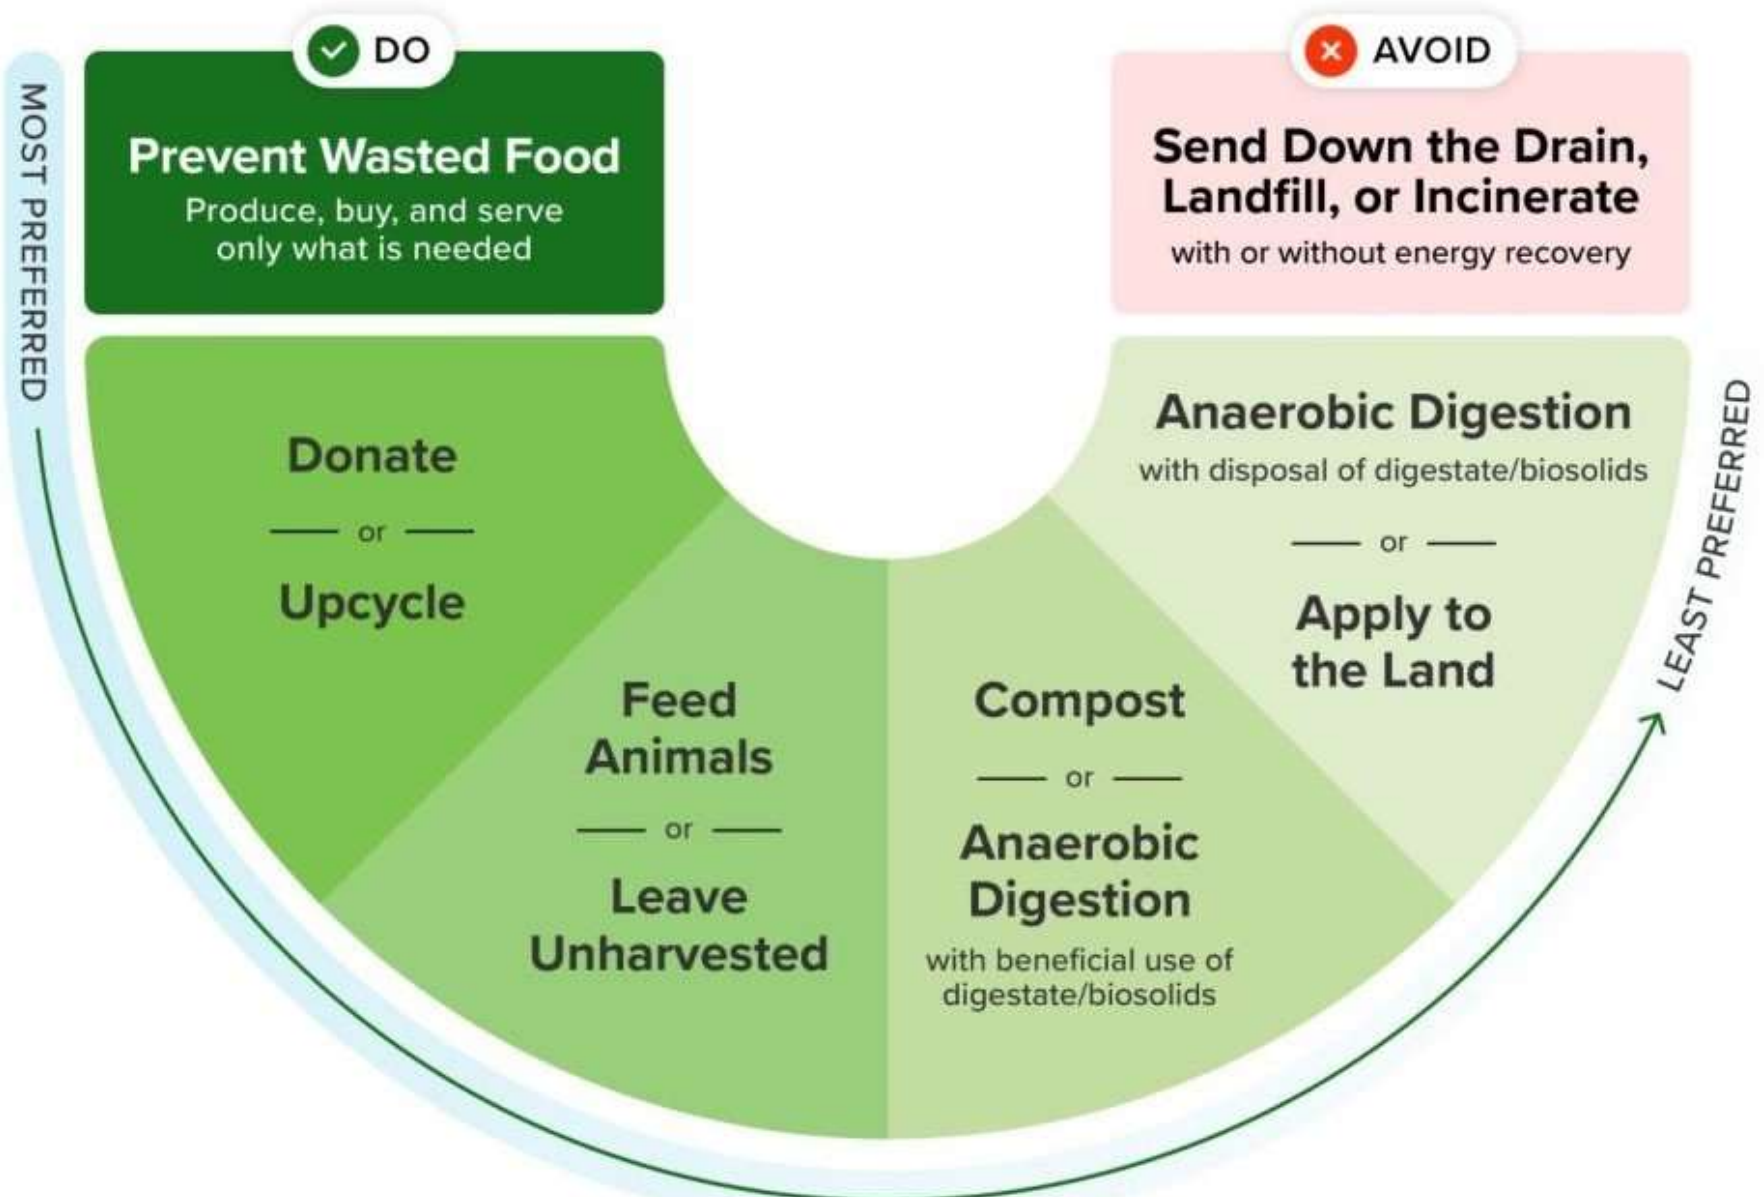 DO
Prevent Wasted Food
Produce, buy, and serve
only what is needed
AVOID
Send Down the Drain,
Landfill, or Incinerate
with or without energy recovery
MOST PREFERRED
Donate
or
Upcycle
Feed
Animals
or
Leave
Unharvested
Compost
or
Anaerobic
Digestion
with beneficial use of
digestate/biosolids
Anaerobic Digestion
with disposal of digestate/biosolids
or
Apply to
the Land
LEAST PREFERRED